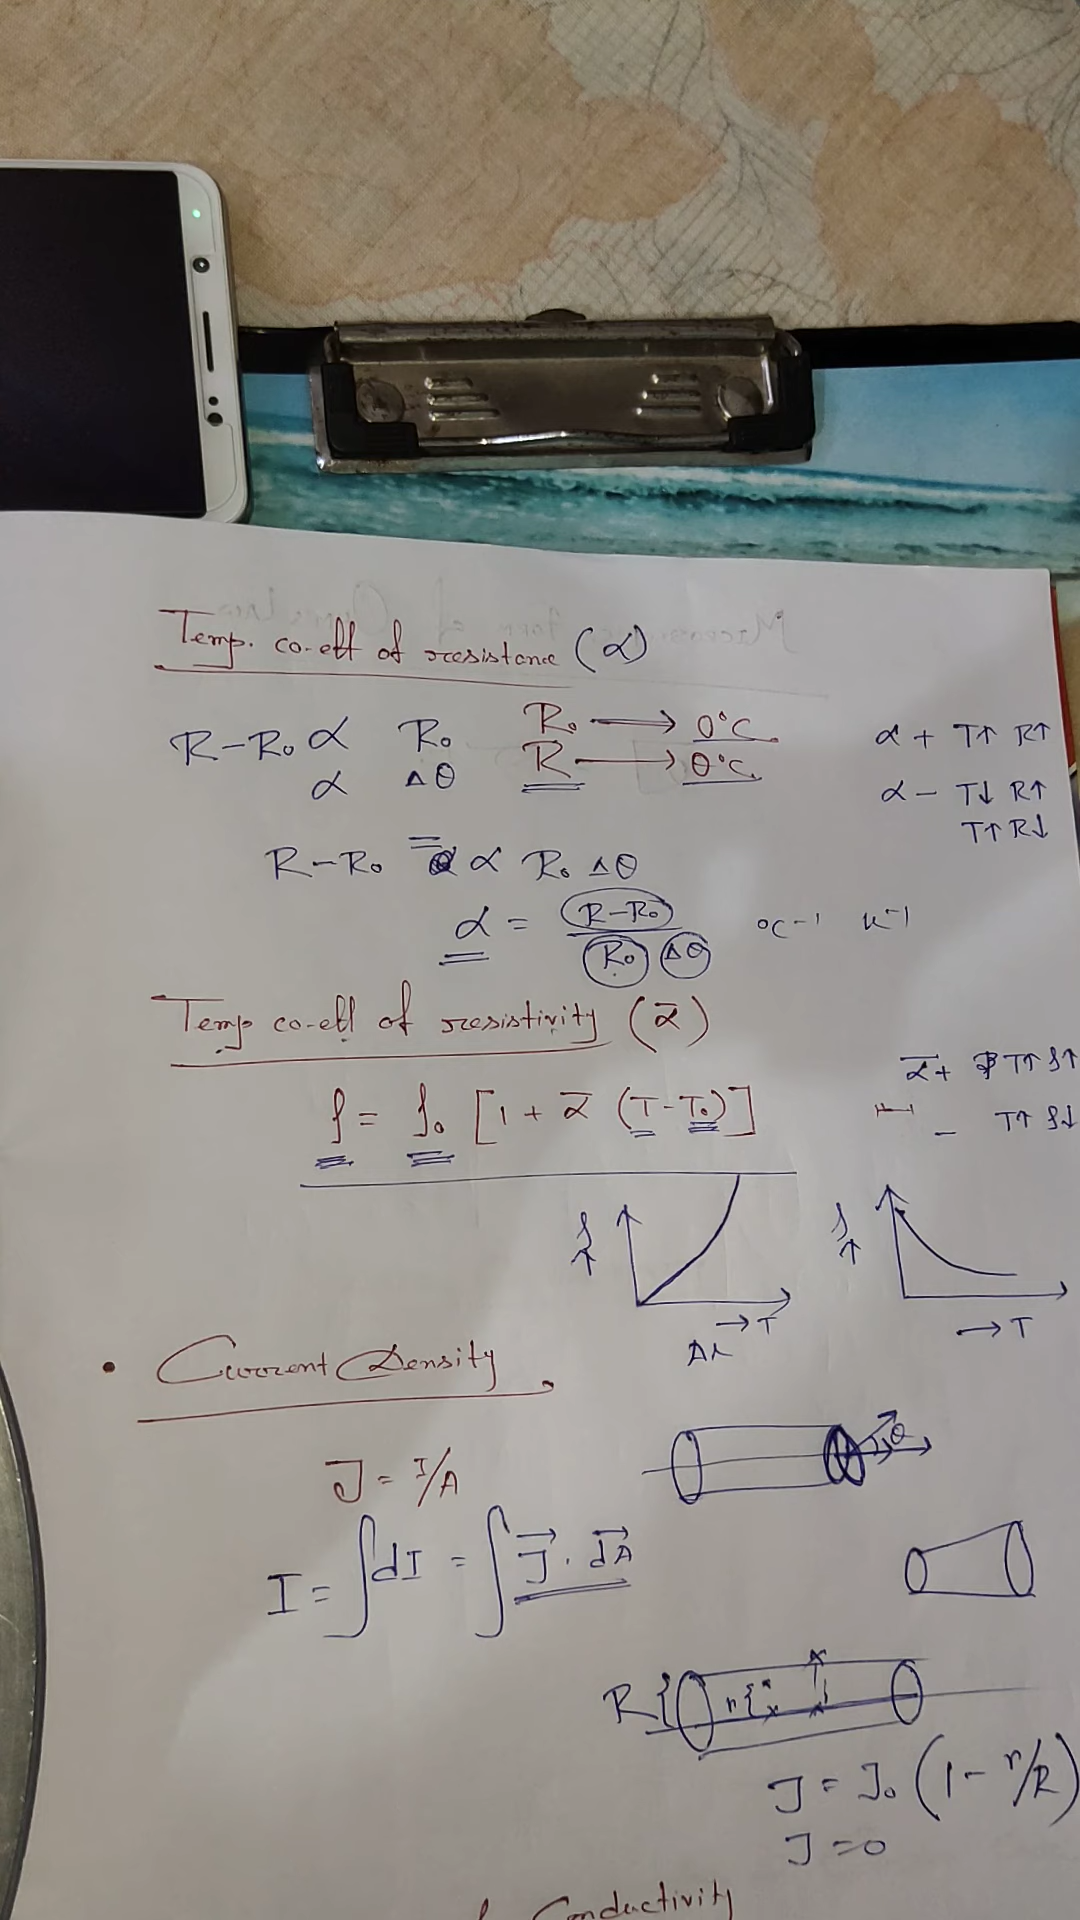 Temp. co-eff of resistance (α)
R-R₀ α R₀ R₀ → 0°C. α + T↑ R↑
α Δθ R → θ°C. α - T↓ R↑
T↑ R↓
R-R₀ = α R₀ Δθ
α = (R-R₀) / R₀ Δθ °C⁻¹ K⁻¹
Temp co-eff of resistivity (ᾱ)
ᾱ + T↑ ρ↑
ρ = ρ₀ [1 + ᾱ (T-T₀)] - T↑ ρ↓
ρ↑ ρ↑
→ T → T
• Current Density
J = I/A
θ
I = ∫dI = ∫J⃗ . dA⃗
R{ r{
J = J₀ (1 - r/R)
J = 0
Conductivity